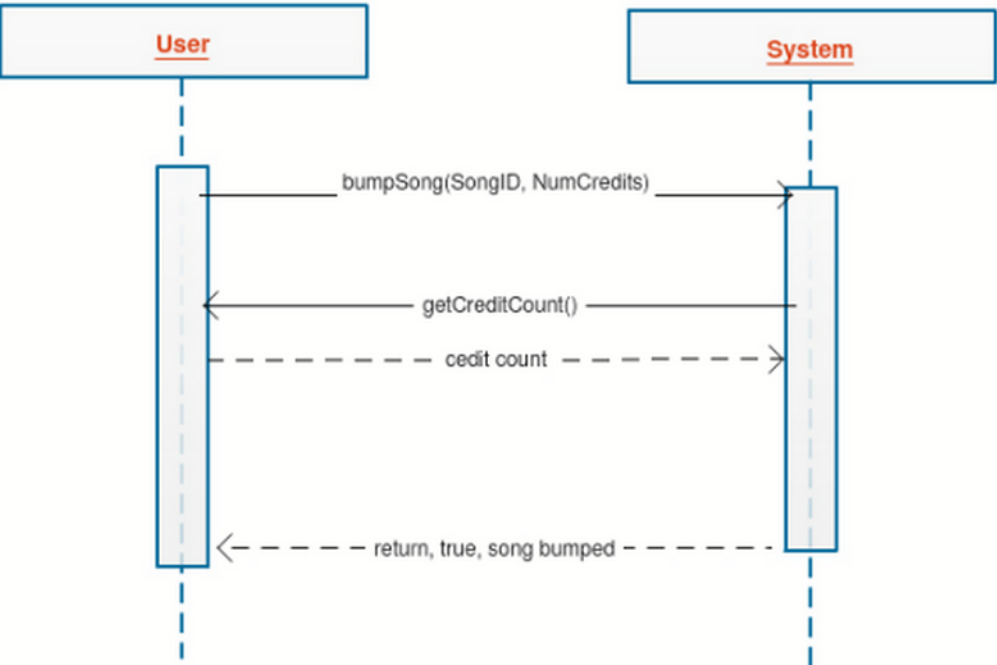 User
System
bumpSong(SongID, NumCredits)
getCreditCount()
cedit count
return, true, song bumped